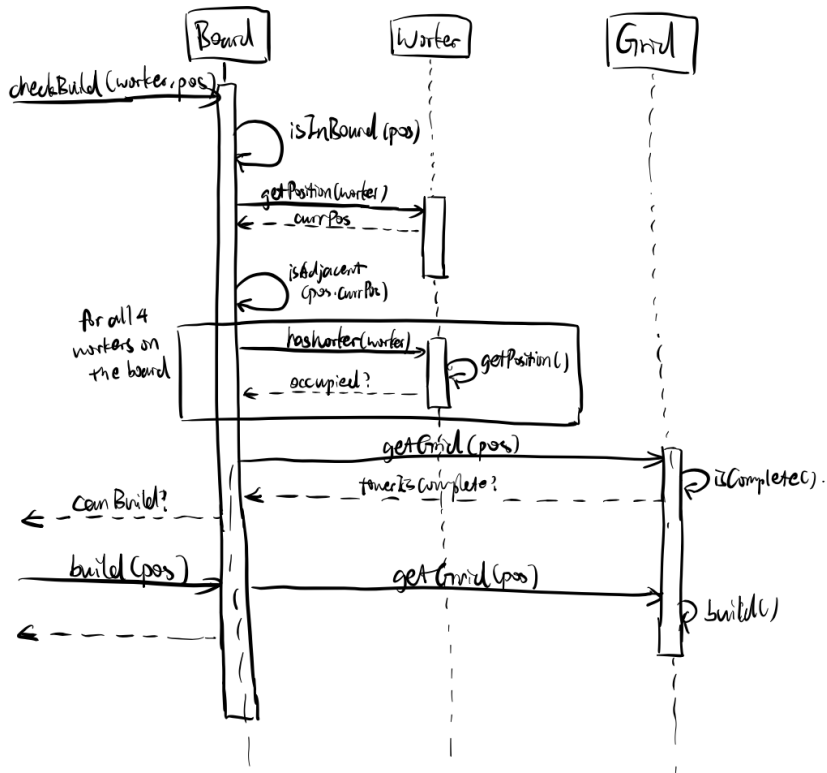 Board
Worker
Grid
checkBuild(worker,pos)
isInBound(pos)
getPosition(worker)
currPos
isAdjacent
(pos.currPos)
for all 4
workers on
the board
hasWorker(worker)
getPosition()
occupied?
getGrid(pos)
isComplete().
towerIsComplete?
canBuild?
build(pos)
getGrid(pos)
build()